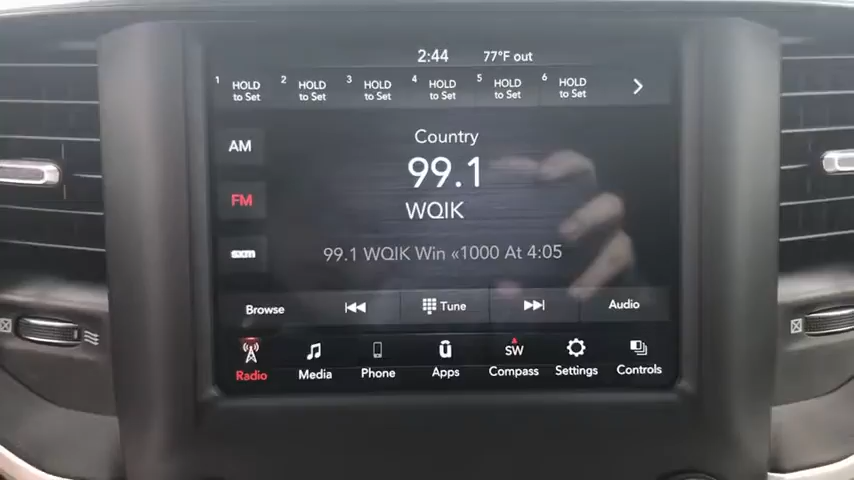 2:44 77°F out
1 HOLD to Set 2 HOLD to Set 3 HOLD to Set 4 HOLD to Set 5 HOLD to Set 6 HOLD to Set
AM
Country
99.1
FM
WQIK
sxm
99.1 WQIK Win «1000 At 4:05
Browse Tune Audio
Radio Media Phone Apps SW Compass Settings Controls